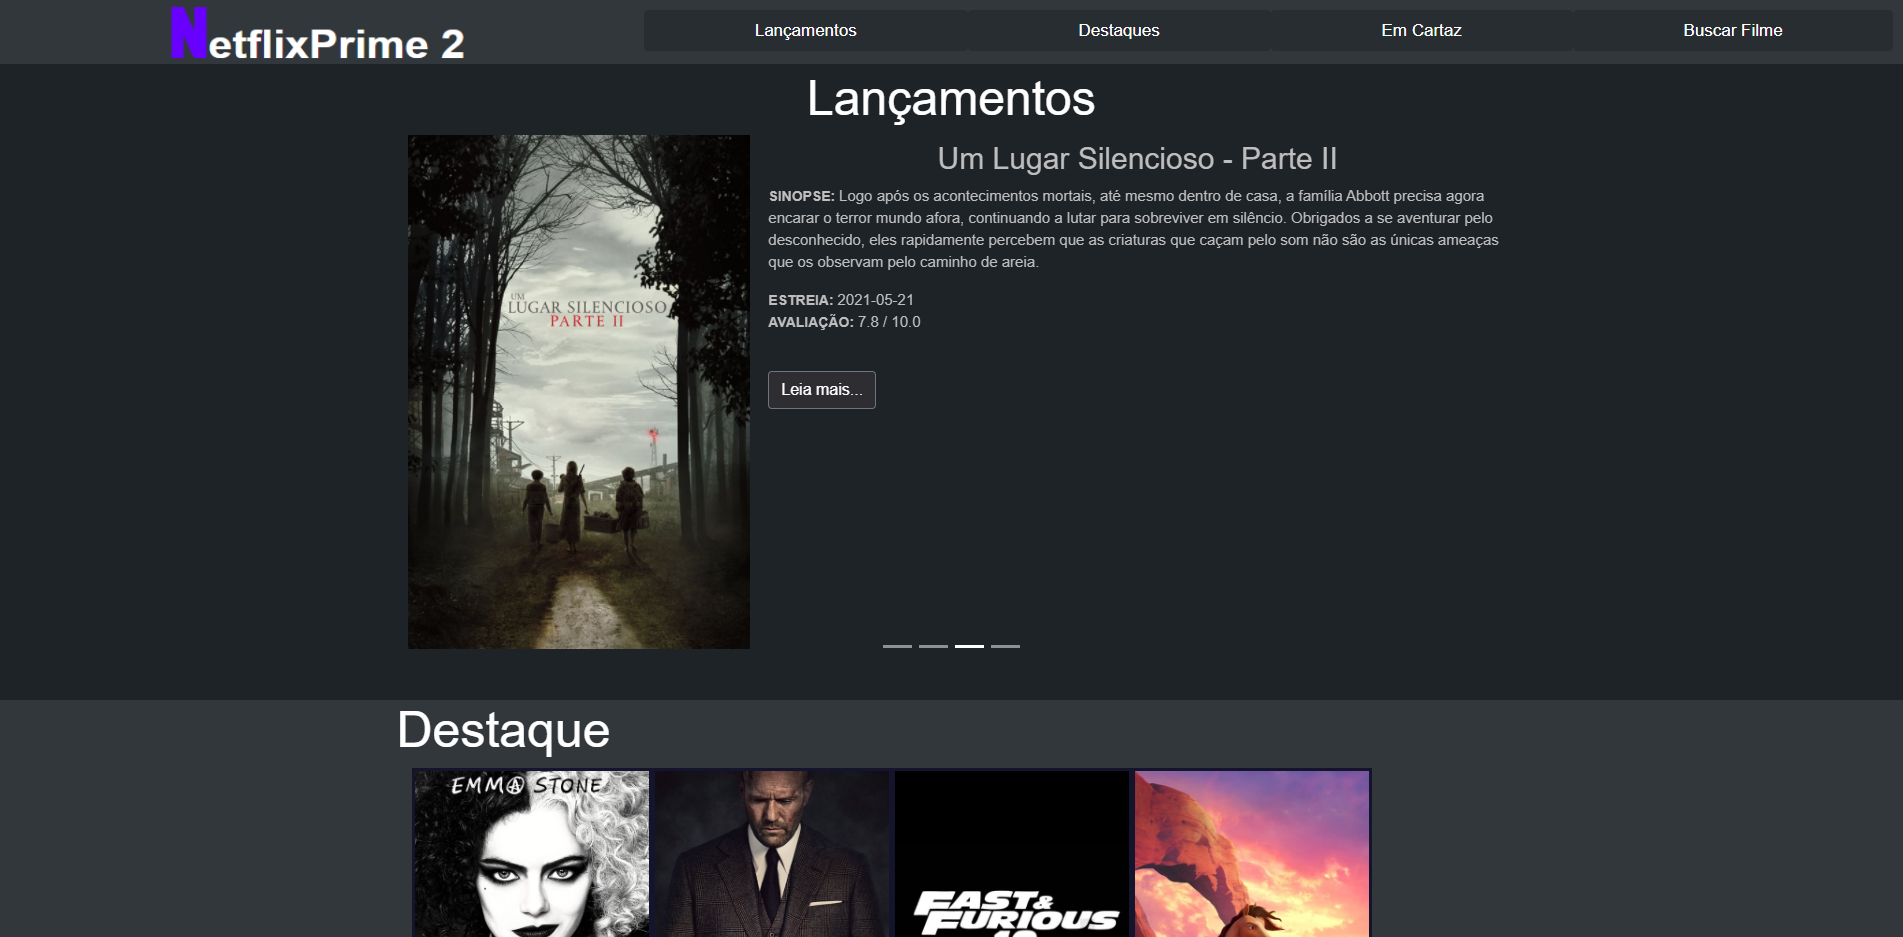 NetflixPrime 2
Lançamentos
Destaques
Em Cartaz
Buscar Filme
Lançamentos
UM
LUGAR SILENCIOSO
PARTE II
Um Lugar Silencioso - Parte II
SINOPSE: Logo após os acontecimentos mortais, até mesmo dentro de casa, a família Abbott precisa agora
encarar o terror mundo afora, continuando a lutar para sobreviver em silêncio. Obrigados a se aventurar pelo
desconhecido, eles rapidamente percebem que as criaturas que caçam pelo som não são as únicas ameaças
que os observam pelo caminho de areia.
ESTREIA: 2021-05-21
AVALIAÇÃO: 7.8 / 10.0
Leia mais...
Destaque
EMMA STONE
FAST &
FURIOUS